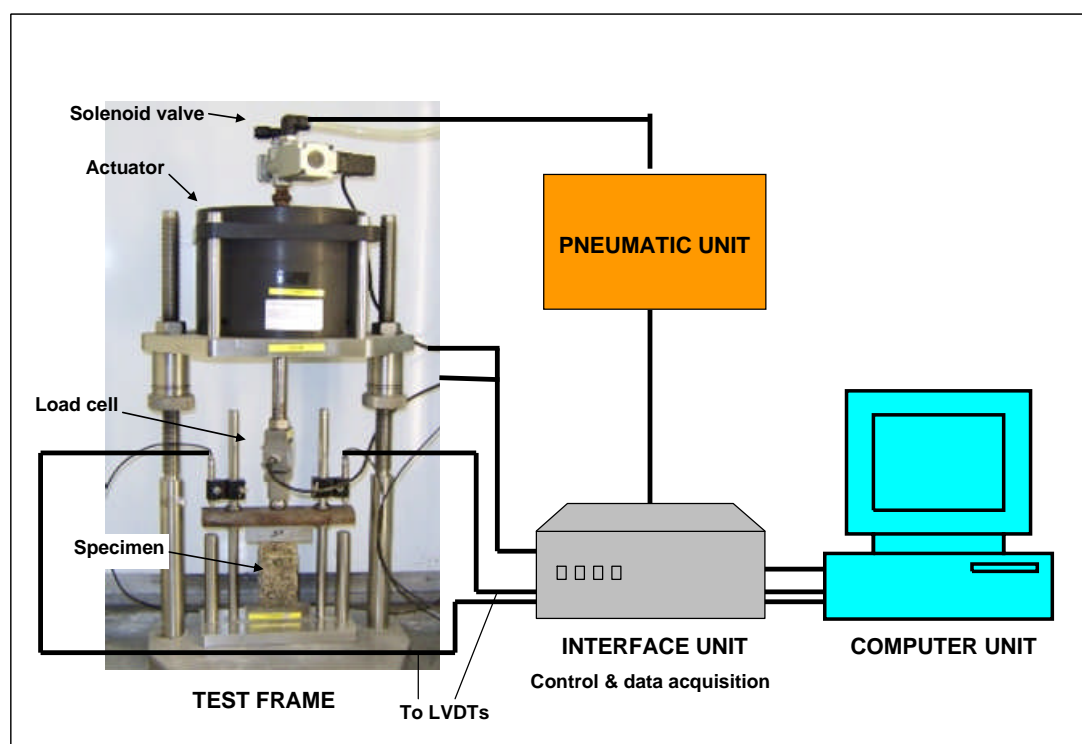 Solenoid valve
Actuator
PNEUMATIC UNIT
Load cell
Specimen
INTERFACE UNIT
COMPUTER UNIT
Control & data acquisition
TEST FRAME
To LVDTs